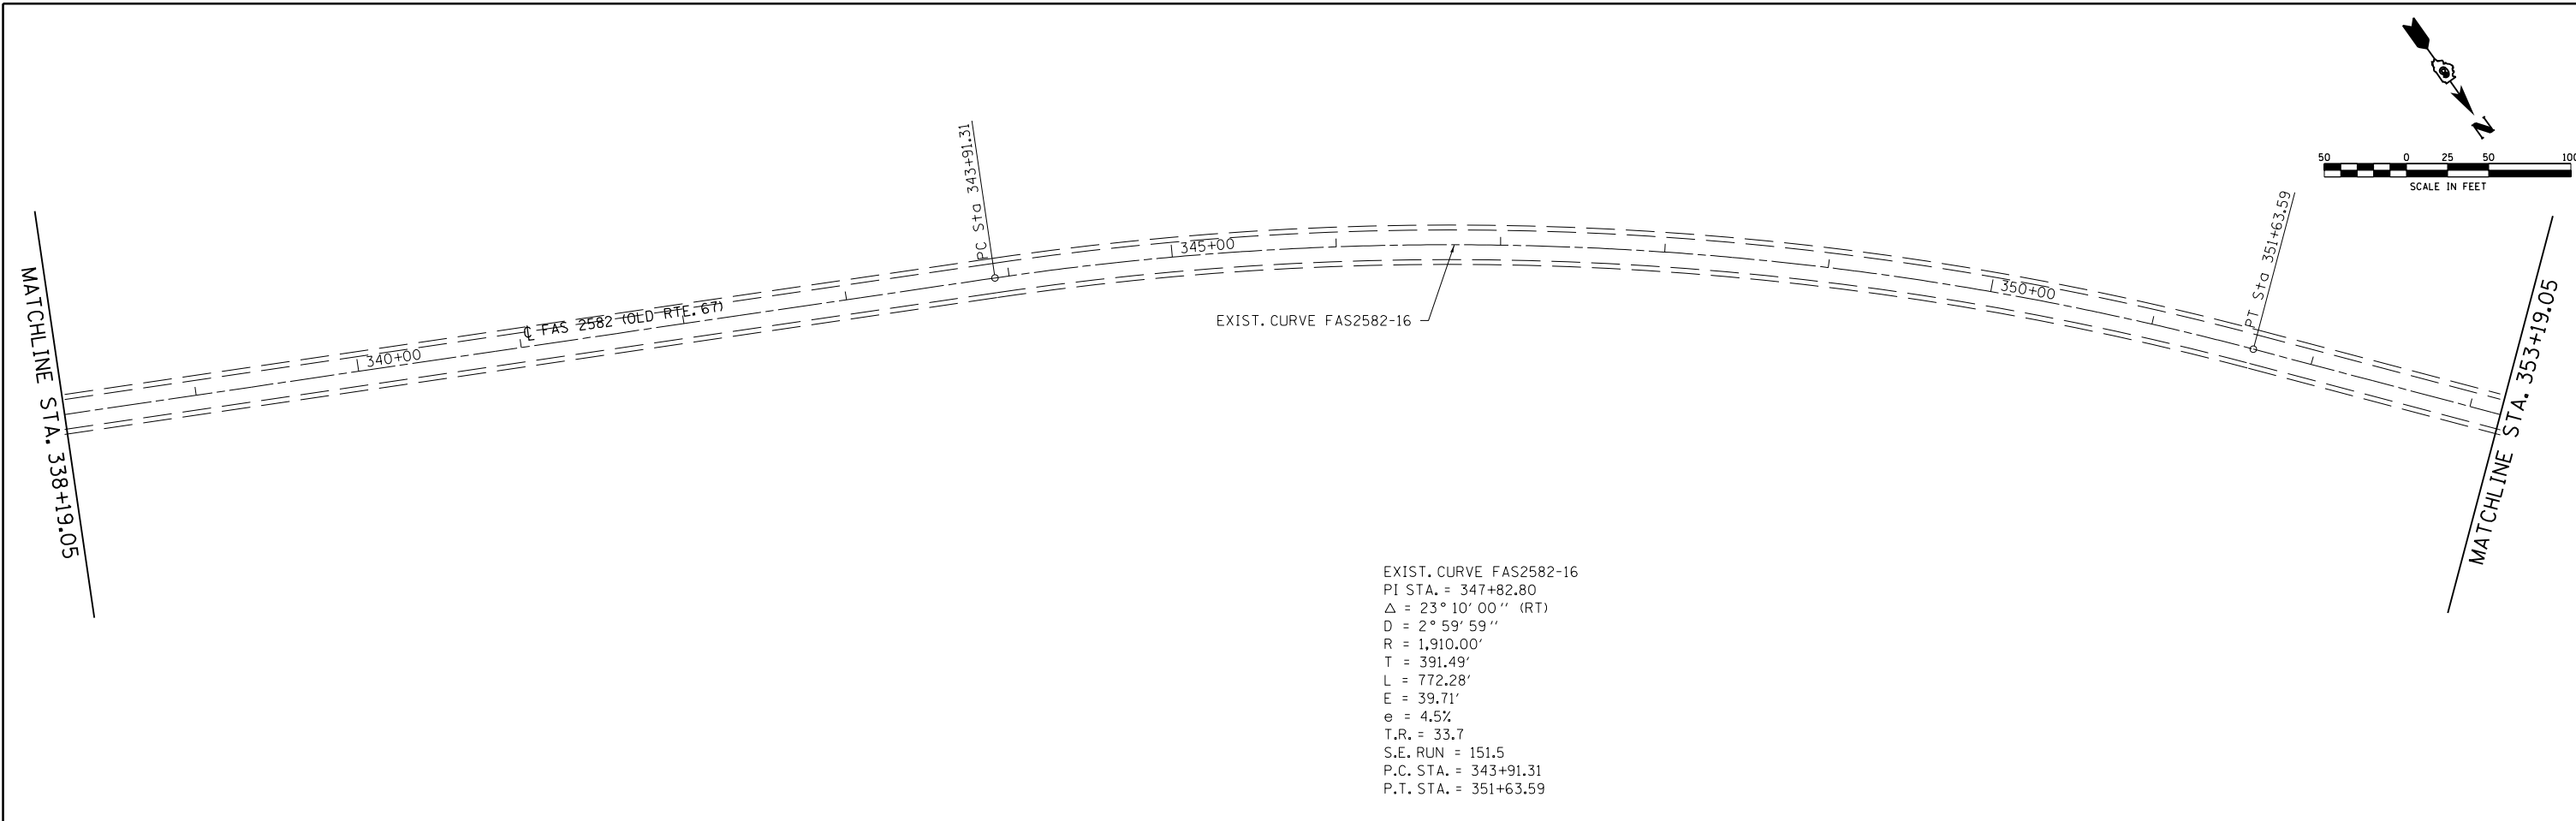 N
50 0 25 50 100
SCALE IN FEET
MATCHLINE STA. 338+19.05
340+00
℄ FAS 2582 (OLD RTE. 67)
PC Sta 343+91.31
345+00
EXIST. CURVE FAS2582-16
350+00
PT Sta 351+63.59
MATCHLINE STA. 353+19.05
EXIST. CURVE FAS2582-16
PI STA. = 347+82.80
△ = 23° 10' 00'' (RT)
D = 2° 59' 59''
R = 1,910.00'
T = 391.49'
L = 772.28'
E = 39.71'
e = 4.5%
T.R. = 33.7
S.E. RUN = 151.5
P.C. STA. = 343+91.31
P.T. STA. = 351+63.59